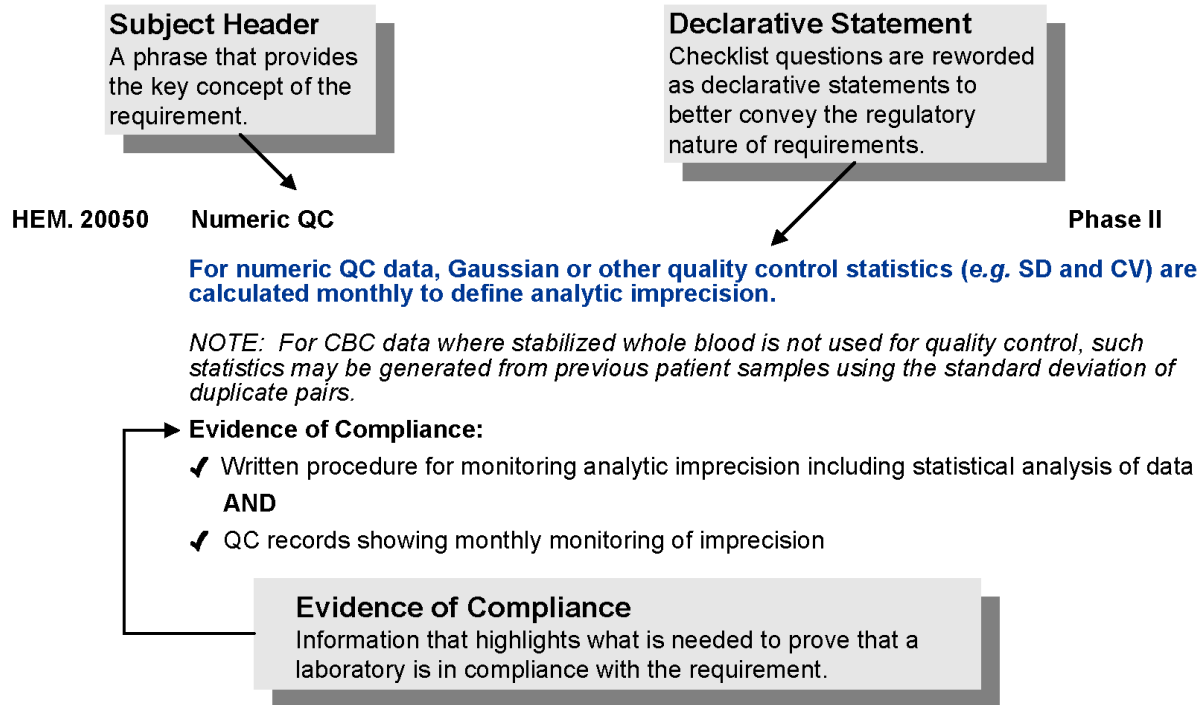 Subject Header
A phrase that provides
the key concept of the
requirement.
Declarative Statement
Checklist questions are reworded
as declarative statements to
better convey the regulatory
nature of requirements.
HEM. 20050 Numeric QC Phase II
For numeric QC data, Gaussian or other quality control statistics (e.g. SD and CV) are
calculated monthly to define analytic imprecision.
NOTE: For CBC data where stabilized whole blood is not used for quality control, such
statistics may be generated from previous patient samples using the standard deviation of
duplicate pairs.
Evidence of Compliance:
✓ Written procedure for monitoring analytic imprecision including statistical analysis of data
AND
✓ QC records showing monthly monitoring of imprecision
Evidence of Compliance
Information that highlights what is needed to prove that a
laboratory is in compliance with the requirement.